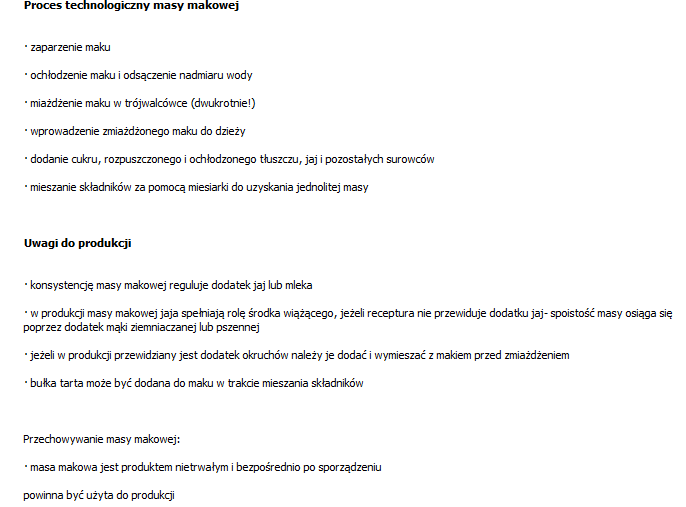 Proces technologiczny masy makowej
· zaparzenie maku
· ochłodzenie maku i odsączenie nadmiaru wody
· miażdżenie maku w trójwalcówce (dwukrotnie!)
· wprowadzenie zmiażdżonego maku do dzieży
· dodanie cukru, rozpuszczonego i ochłodzonego tłuszczu, jaj i pozostałych surowców
· mieszanie składników za pomocą miesiarki do uzyskania jednolitej masy
Uwagi do produkcji
· konsystencję masy makowej reguluje dodatek jaj lub mleka
· w produkcji masy makowej jaja spełniają rolę środka wiążącego, jeżeli receptura nie przewiduje dodatku jaj- spoistość masy osiąga się
poprzez dodatek mąki ziemniaczanej lub pszennej
· jeżeli w produkcji przewidziany jest dodatek okruchów należy je dodać i wymieszać z makiem przed zmiażdżeniem
· bułka tarta może być dodana do maku w trakcie mieszania składników
Przechowywanie masy makowej:
· masa makowa jest produktem nietrwałym i bezpośrednio po sporządzeniu
powinna być użyta do produkcji